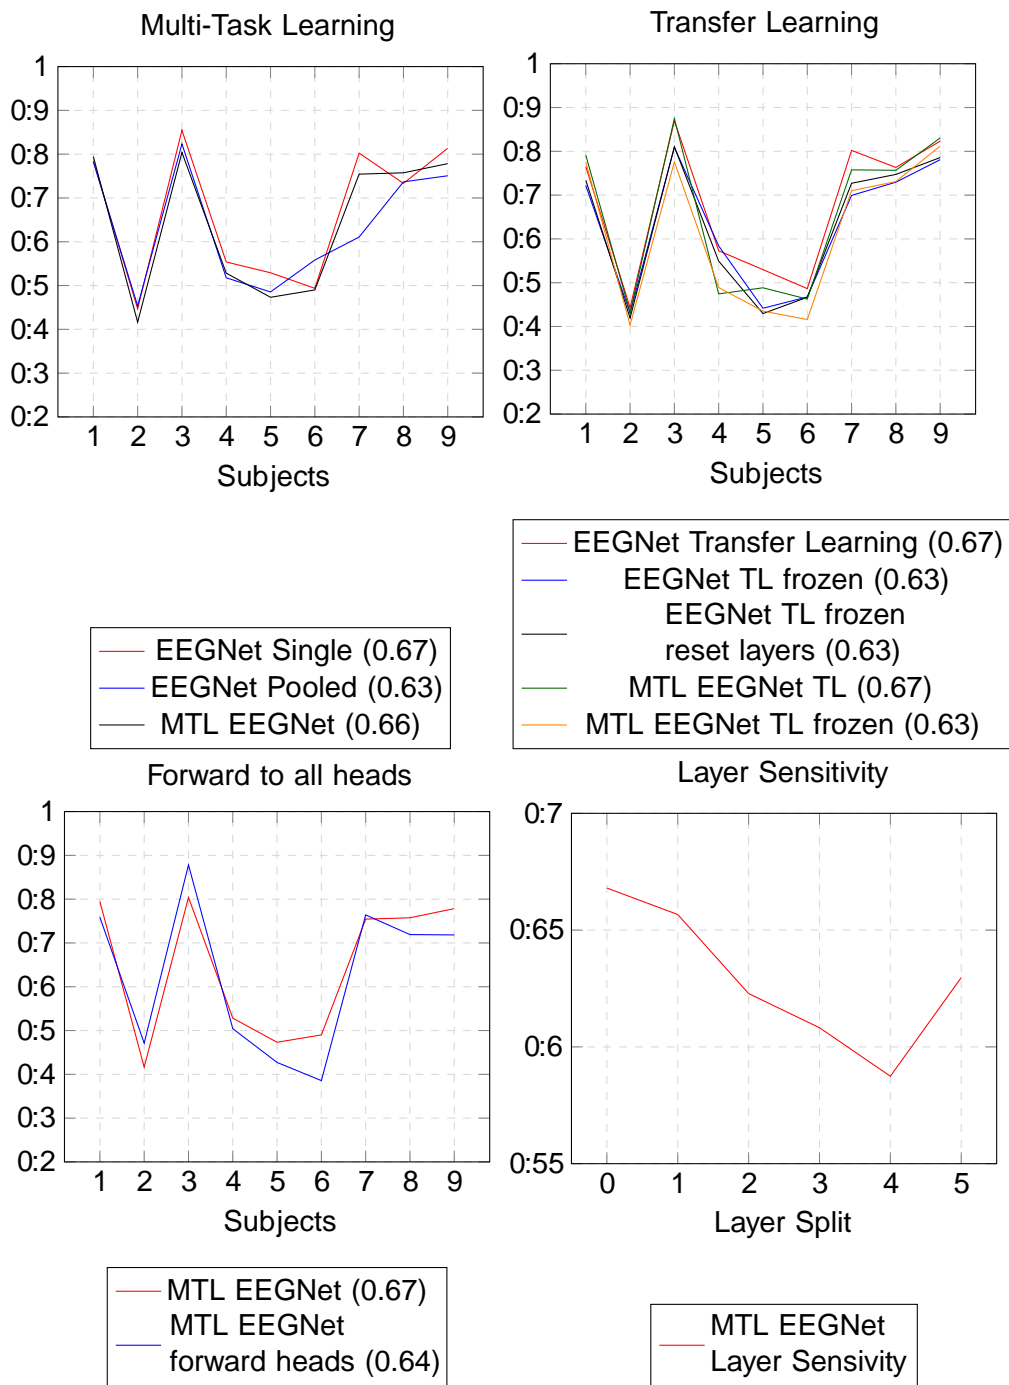 Multi-Task Learning
1
0:9
0:8
0:7
0:6
0:5
0:4
0:3
0:2
1 2 3 4 5 6 7 8 9
Subjects
EEGNet Single (0.67)
EEGNet Pooled (0.63)
MTL EEGNet (0.66)
Transfer Learning
1
0:9
0:8
0:7
0:6
0:5
0:4
0:3
0:2
1 2 3 4 5 6 7 8 9
Subjects
EEGNet Transfer Learning (0.67)
EEGNet TL frozen (0.63)
EEGNet TL frozen
reset layers (0.63)
MTL EEGNet TL (0.67)
MTL EEGNet TL frozen (0.63)
Forward to all heads
1
0:9
0:8
0:7
0:6
0:5
0:4
0:3
0:2
1 2 3 4 5 6 7 8 9
Subjects
MTL EEGNet (0.67)
MTL EEGNet
forward heads (0.64)
Layer Sensitivity
0:7
0:65
0:6
0:55
0 1 2 3 4 5
Layer Split
MTL EEGNet
Layer Sensivity